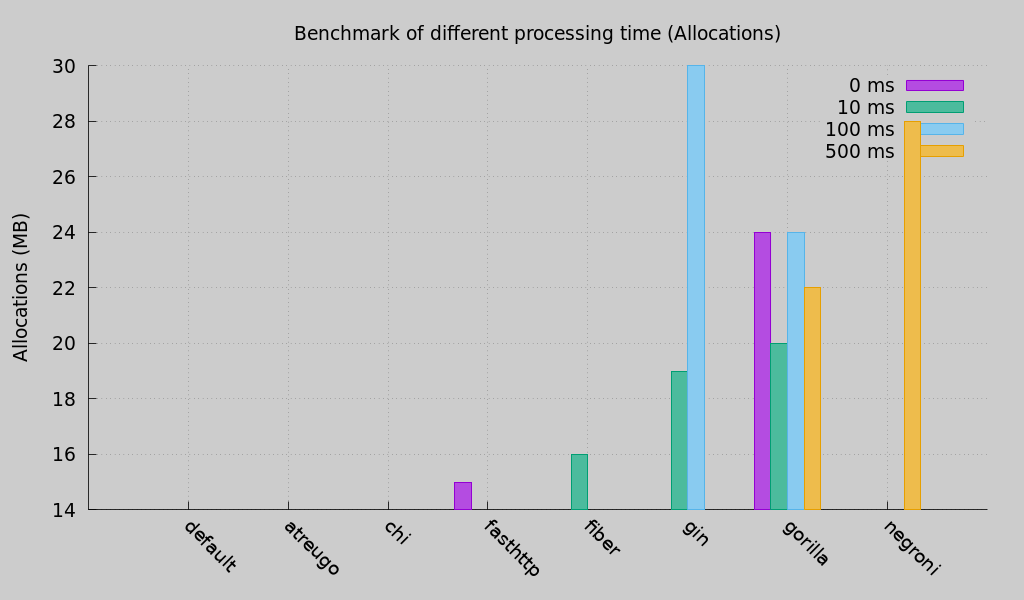 Benchmark of different processing time (Allocations)
Allocations (MB)
30
28
26
24
22
20
18
16
14
0 ms
10 ms
100 ms
500 ms
default
atreugo
chi
fasthttp
fiber
gin
gorilla
negroni